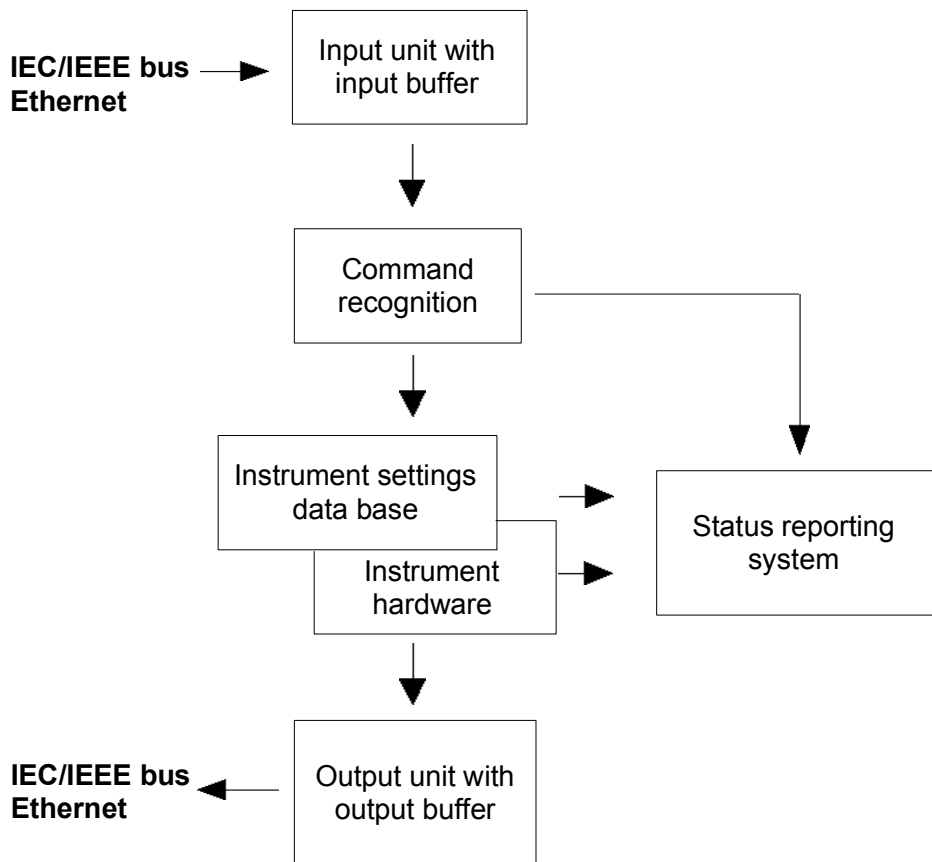 IEC/IEEE bus
Ethernet
Input unit with
input buffer
Command
recognition
Instrument settings
data base
Instrument
hardware
Status reporting
system
IEC/IEEE bus
Ethernet
Output unit with
output buffer